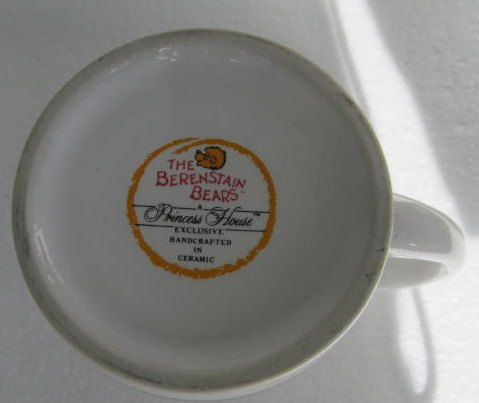 THE
BERENSTAIN
BEARS™
A
Princess House™
EXCLUSIVE
HANDCRAFTED
IN
CERAMIC